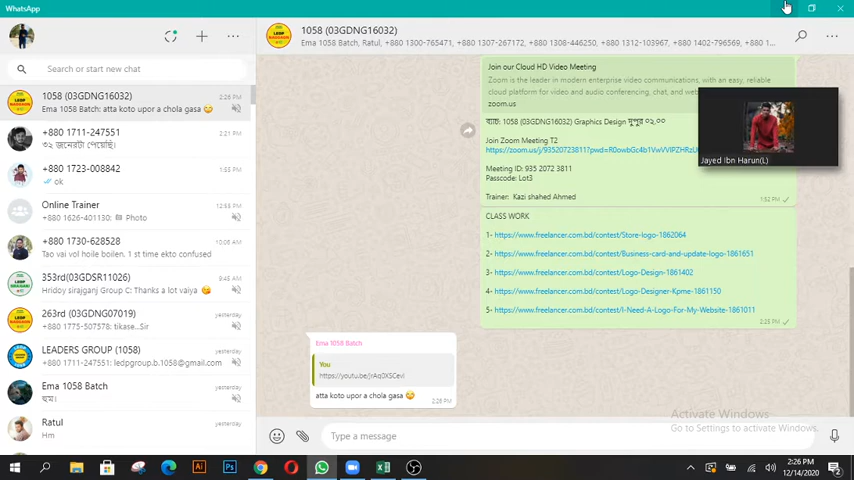 WhatsApp
Search or start new chat
1058 (03GDNG16032)
2:26 PM
Ema 1058 Batch: atta koto upor a chola gasa
+880 1711-247551
2:21 PM
৩২ জনেরটা পেয়েছি।
+880 1723-008842
1:55 PM
ok
Online Trainer
12:58 PM
+880 1626-401130: Photo
+880 1730-628528
10:06 AM
Tao vai vol hoile boilen. 1 st time ekto confused
353rd(03GDSR11026)
9:45 AM
Hridoy sirajganj Group C: Thanks a lot vaiya
263rd (03GDNG07019)
yesterday
+880 1775-507578: tikase...Sir
LEADERS GROUP (1058)
yesterday
+880 1711-247551: ledpgroup.b.1058@gmail.com
Ema 1058 Batch
yesterday
হুম।
Ratul
yesterday
Hm
1058 (03GDNG16032)
Ema 1058 Batch, Ratul, +880 1300-765471, +880 1307-267172, +880 1308-446250, +880 1312-103967, +880 1402-796569, +880 1...
Join our Cloud HD Video Meeting
Zoom is the leader in modern enterprise video communications, with an easy, reliable
cloud platform for video and audio conferencing, chat, and
zoom.us
ব্যাচ: 1058 (03GDNG16032) Graphics Design দুপুর ০২.০০
Join Zoom Meeting T2
Meeting ID: 935 2072 3811
Passcode: Lot3
Trainer: Kazi shahed Ahmed
1:52 PM
Jayed Ibn Harun(L)
CLASS WORK
1- https://www.freelancer.com.bd/contest/Store-logo-1862064
2- https://www.freelancer.com.bd/contest/Business-card-and-update-logo-1861651
3- https://www.freelancer.com.bd/contest/Logo-Design-1861402
4- https://www.freelancer.com.bd/contest/Logo-Designer-Kpme-1861150
5- https://www.freelancer.com.bd/contest/I-Need-A-Logo-For-My-Website-1861011
2:25 PM
Ema 1058 Batch
You
atta koto upor a chola gasa
2:26 PM
Activate Windows
Go to Settings to activate Windows.
Type a message
2:26 PM
12/14/2020